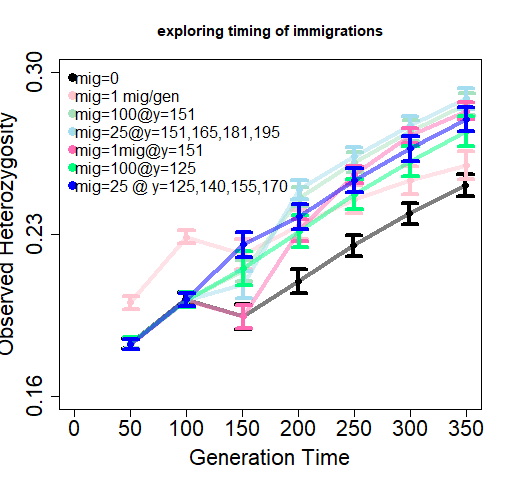 exploring timing of immigrations
Observed Heterozygosity
0.30
0.23
0.16
mig=0
mig=1 mig/gen
mig=100@y=151
mig=25@y=151,165,181,195
mig=1mig@y=151
mig=100@y=125
mig=25 @ y=125,140,155,170
0 50 100 150 200 250 300 350
Generation Time